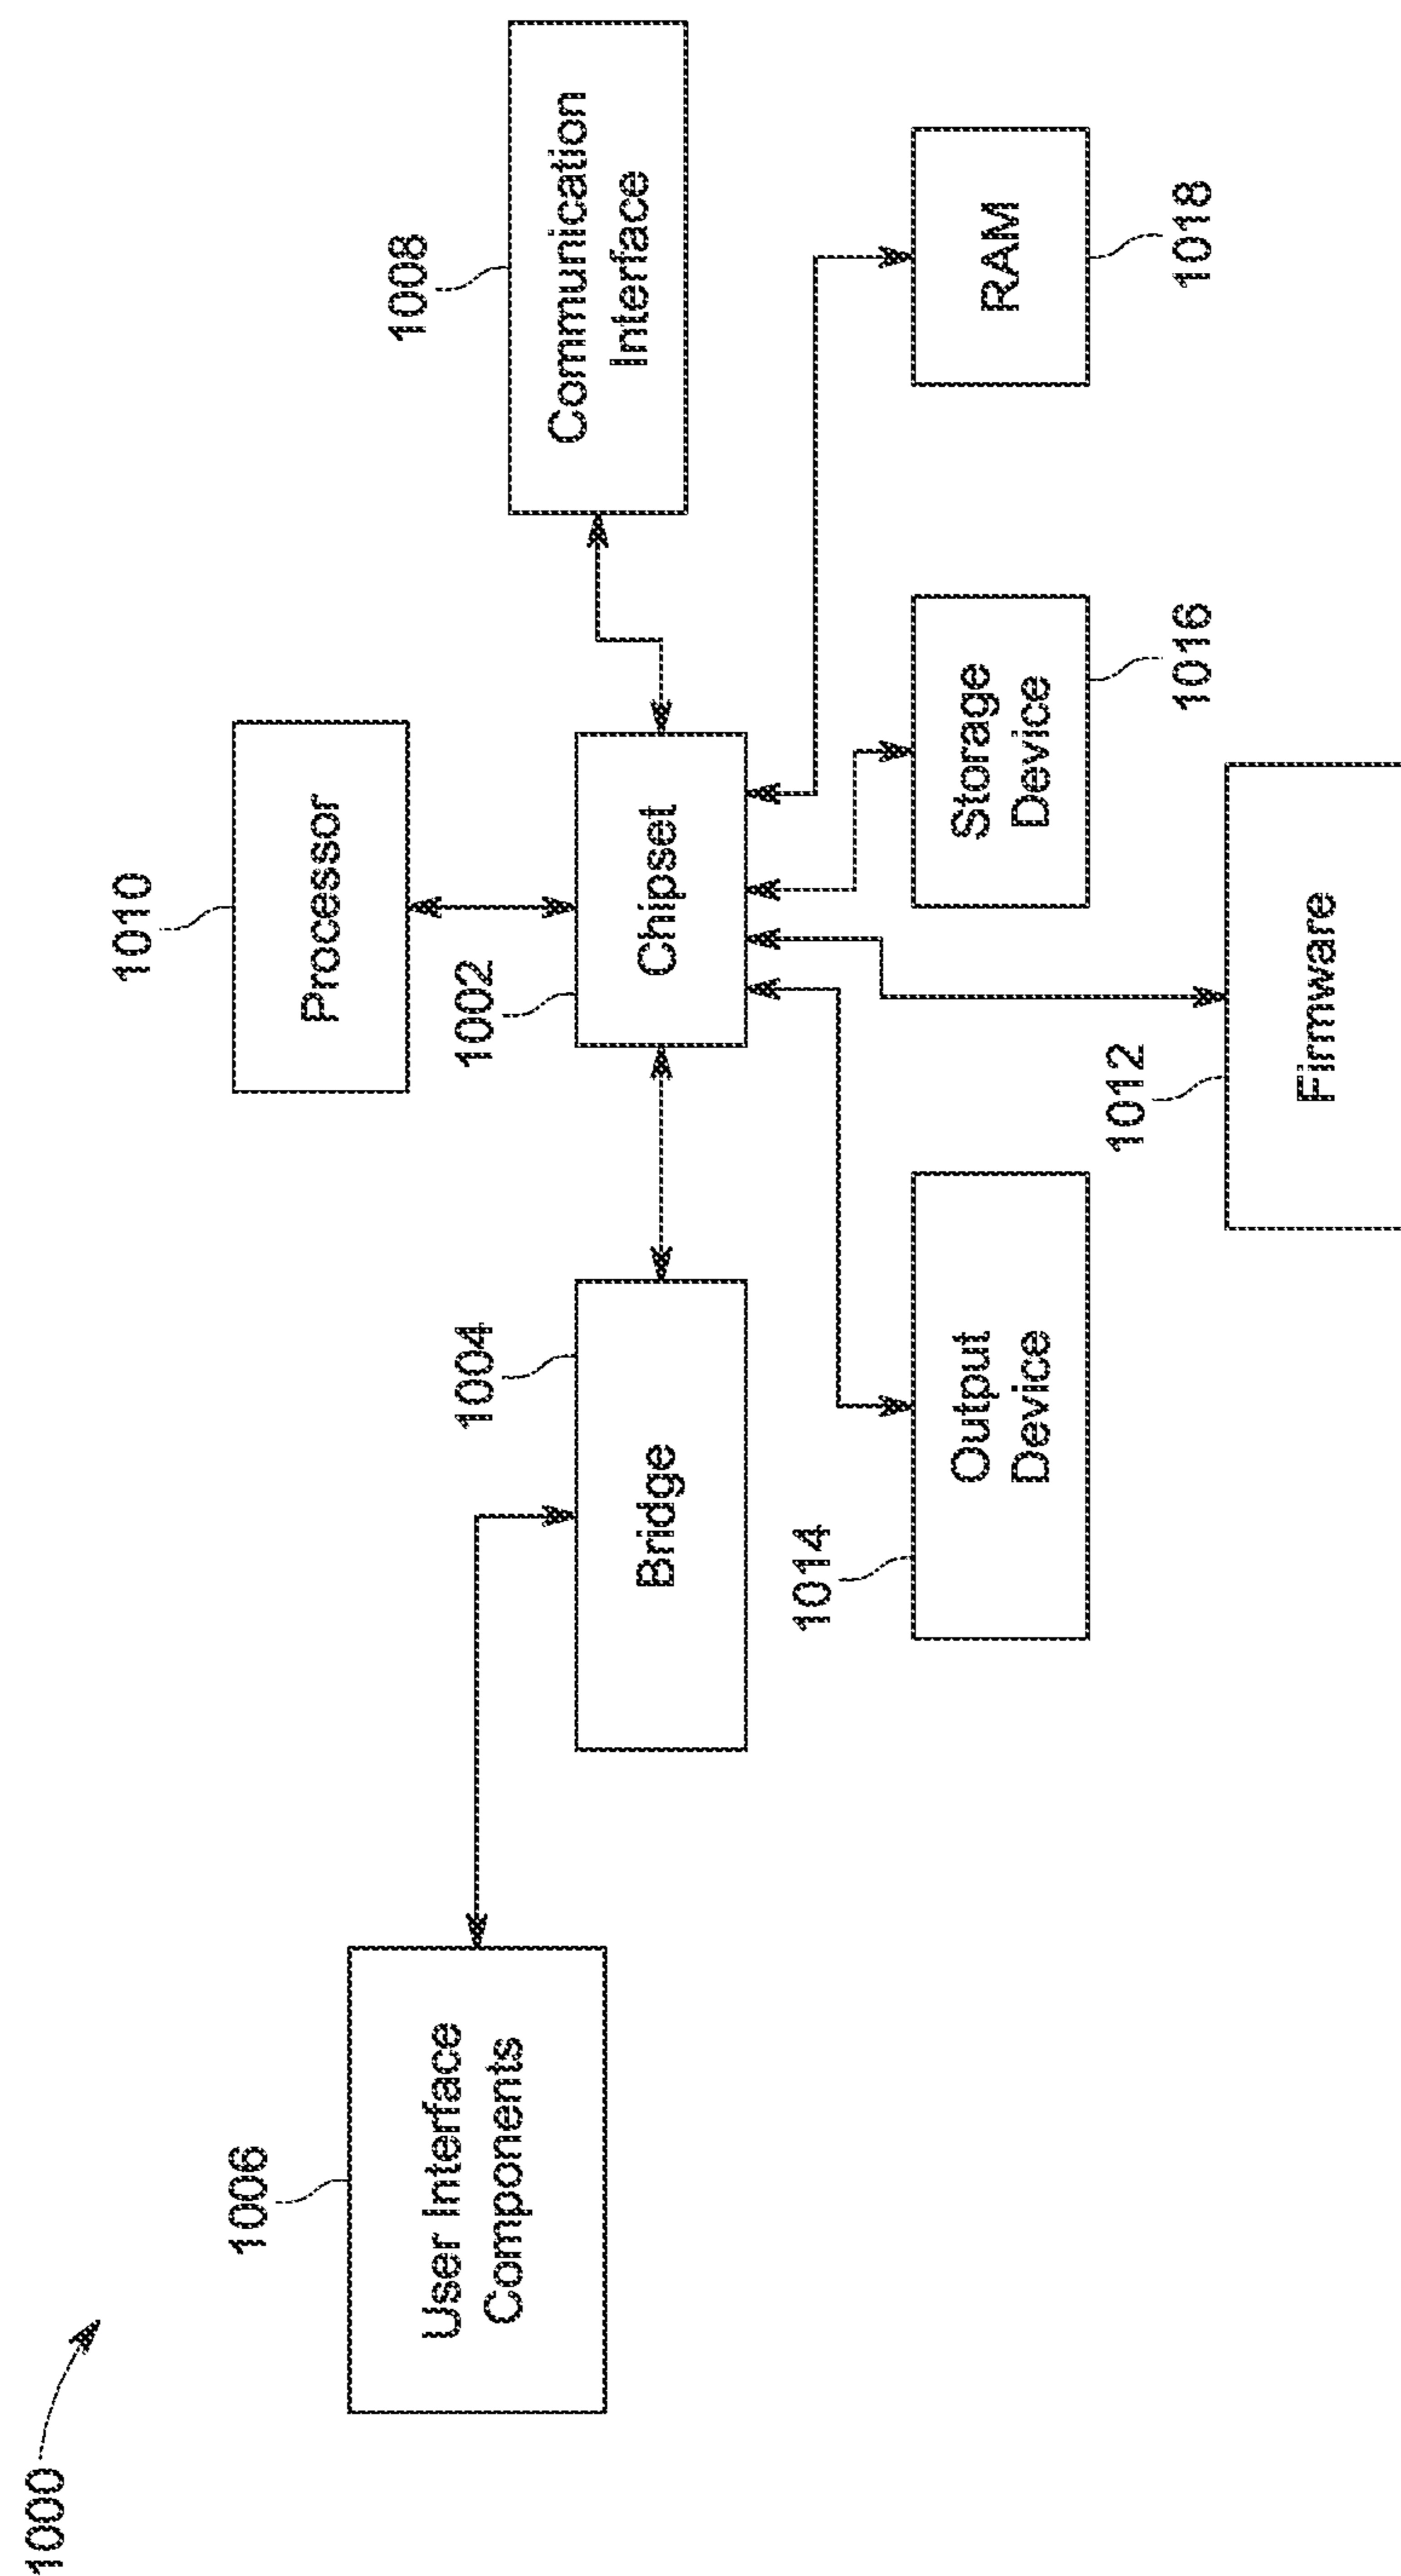 1000
1010
Processor
1006
User Interface
Components
1004
Bridge
1002
Chipset
1008
Communication
Interface
1014
Output
Device
1016
Storage
Device
1018
RAM
1012
Firmware